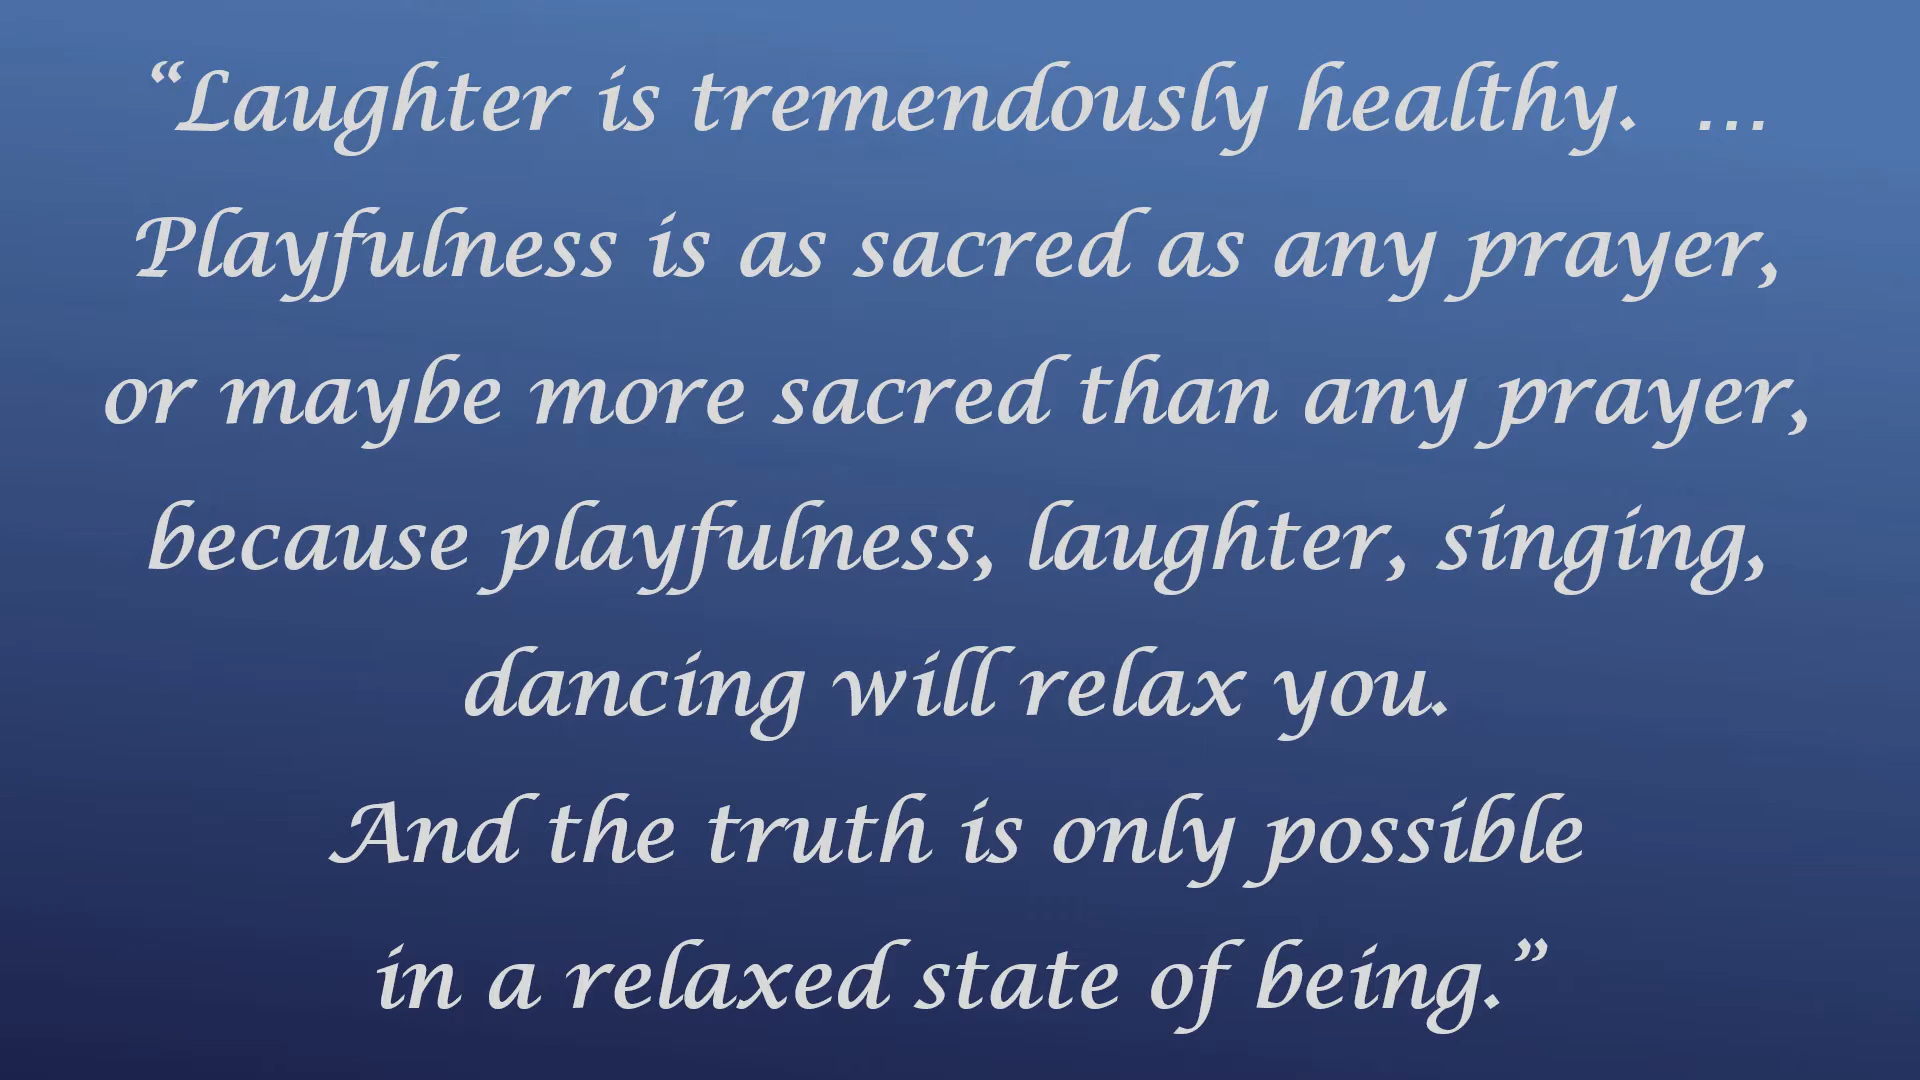 “Laughter is tremendously healthy.  ...
Playfulness is as sacred as any prayer,
or maybe more sacred than any prayer,
because playfulness, laughter, singing,
dancing will relax you.
And the truth is only possible
in a relaxed state of being.”